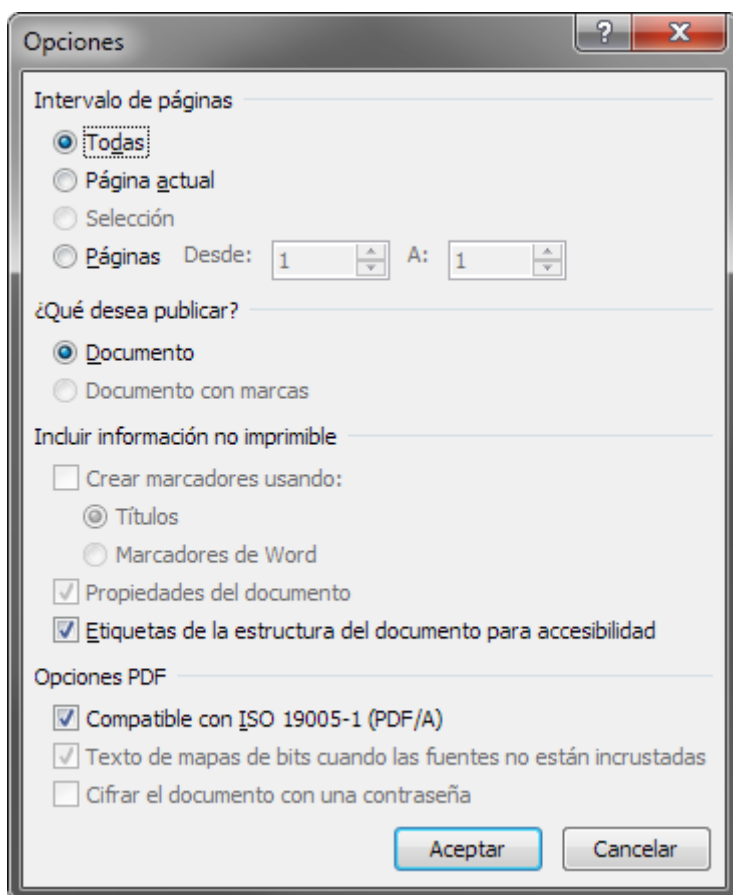 Opciones
Intervalo de páginas
Todas
Página actual
Selección
Páginas Desde: 1 A: 1
¿Qué desea publicar?
Documento
Documento con marcas
Incluir información no imprimible
Crear marcadores usando:
Títulos
Marcadores de Word
Propiedades del documento
Etiquetas de la estructura del documento para accesibilidad
Opciones PDF
Compatible con ISO 19005-1 (PDF/A)
Texto de mapas de bits cuando las fuentes no están incrustadas
Cifrar el documento con una contraseña
Aceptar Cancelar